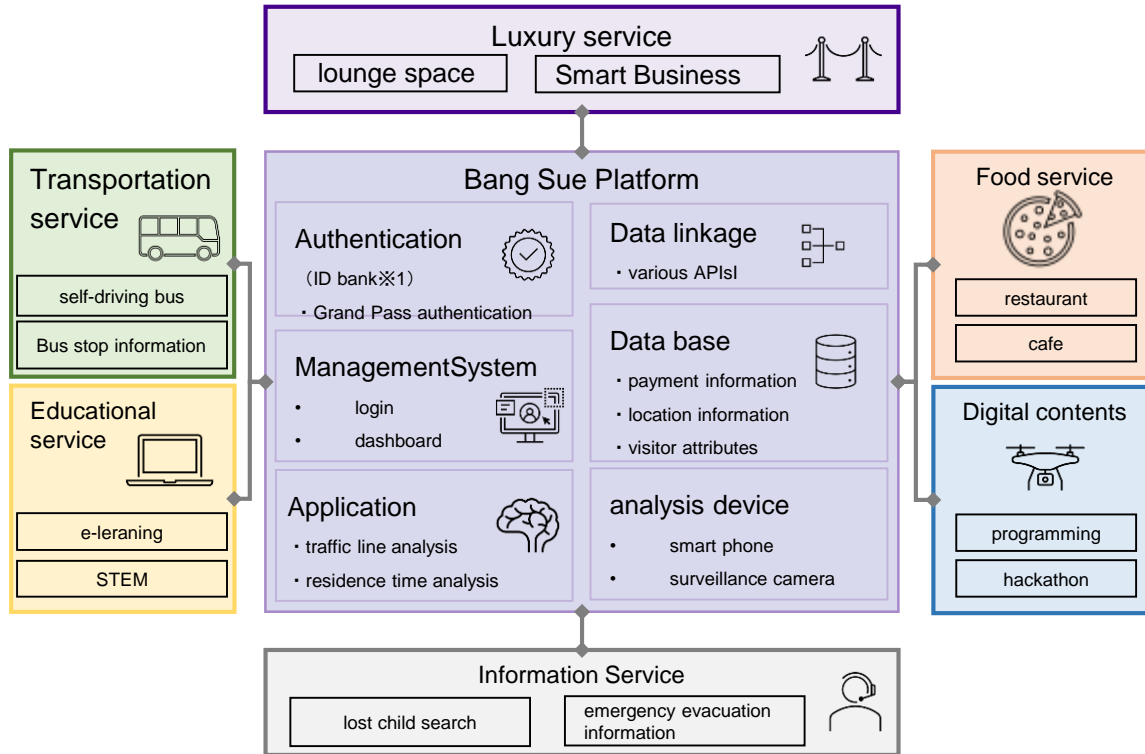 Luxury service
lounge space
Smart Business
Transportation
service
self-driving bus
Bus stop information
Educational
service
e-leraning
STEM
Bang Sue Platform
Authentication
（ID bank※1）
・Grand Pass authentication
Data linkage
・various APIsI
ManagementSystem
• login
• dashboard
Data base
・payment information
・location information
・visitor attributes
Application
・traffic line analysis
・residence time analysis
analysis device
• smart phone
• surveillance camera
Food service
restaurant
cafe
Digital contents
programming
hackathon
Information Service
lost child search
emergency evacuation
information